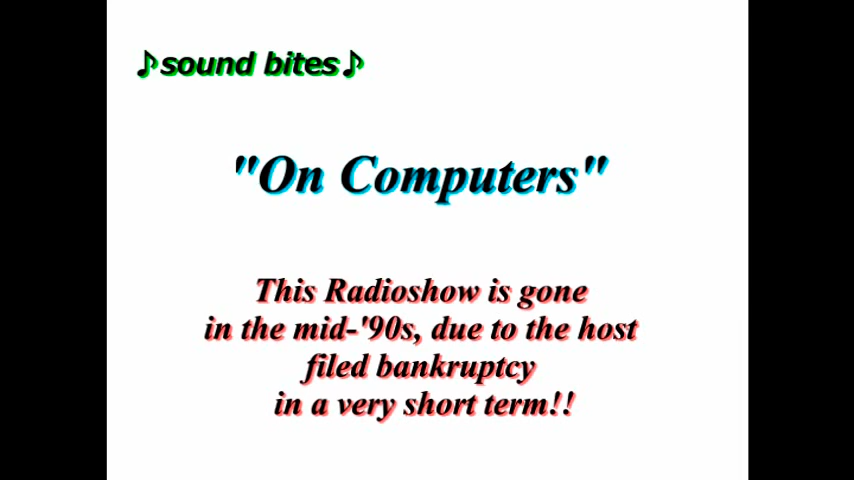 ♪sound bites♪
"On Computers"
This Radioshow is gone
in the mid-'90s, due to the host
filed bankruptcy
in a very short term!!